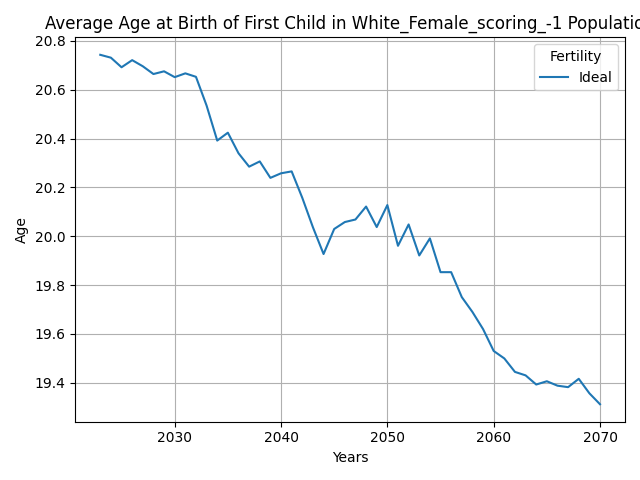 Average Age at Birth of First Child in White_Female_scoring_-1 Populatio
20.8
20.6
20.4
20.2
20.0
19.8
19.6
19.4
Age
Fertility
Ideal
2030 2040 2050 2060 2070
Years